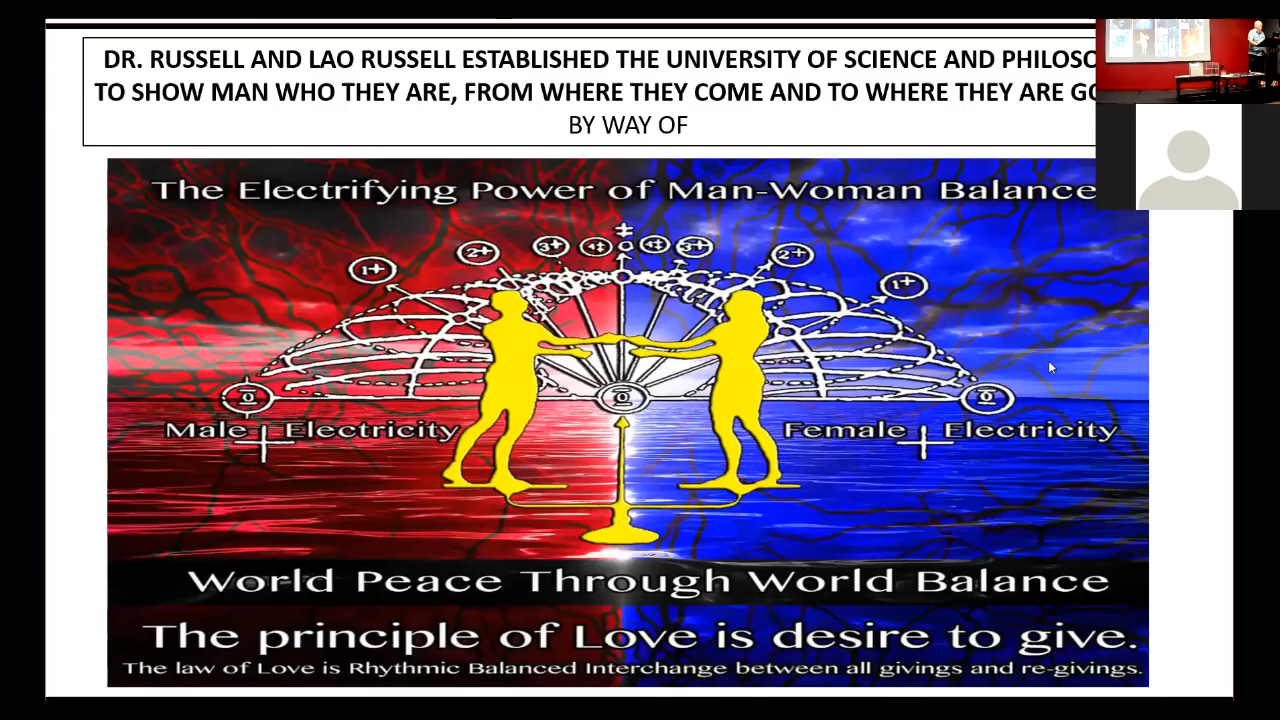 DR. RUSSELL AND LAO RUSSELL ESTABLISHED THE UNIVERSITY OF SCIENCE AND
TO SHOW MAN WHO THEY ARE, FROM WHERE THEY COME AND TO WHERE THEY ARE
BY WAY OF
The Electrifying Power of Man-Woman Balance
2+ 3+ 4± ± 4± 3+ 2+
1+ 1+
0 0 0
Male Electricity Female Electricity
World Peace Through World Balance
The principle of Love is desire to give.
The law of Love is Rhythmic Balanced Interchange between all givings and re-givings.